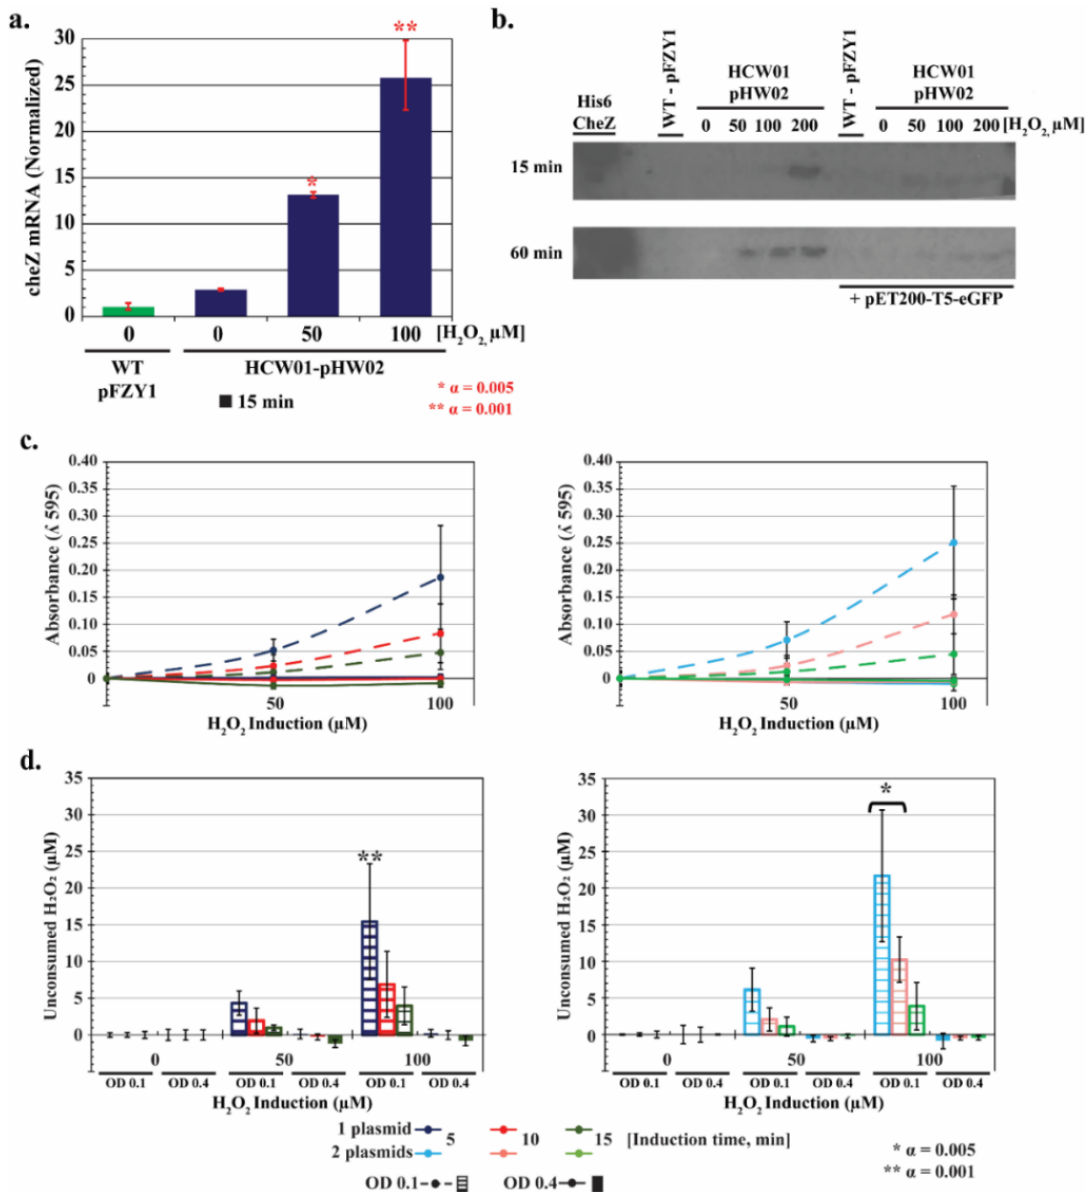 a.
cheZ mRNA (Normalized)
30
25
20
15
10
5
0
**
*
0 0 50 100 [H₂O₂, μM]
WT
pFZY1
HCW01-pHW02
15 min
* α = 0.005
** α = 0.001
b.
His6
CheZ
WT - pFZY1
HCW01
pHW02
0 50 100 200
WT - pFZY1
HCW01
pHW02
0 50 100 200 [H₂O₂, μM]
15 min
60 min
+ pET200-T5-eGFP
c.
Absorbance (λ 595)
0.40
0.35
0.30
0.25
0.20
0.15
0.10
0.05
0
50 100
H₂O₂ Induction (μM)
Absorbance (λ 595)
0.40
0.35
0.30
0.25
0.20
0.15
0.10
0.05
0
50 100
H₂O₂ Induction (μM)
d.
Unconsumed H₂O₂ (μM)
35
30
25
20
15
10
5
0
**
0 50 100
OD 0.1 OD 0.4 OD 0.1 OD 0.4 OD 0.1 OD 0.4
H₂O₂ Induction (μM)
Unconsumed H₂O₂ (μM)
35
30
25
20
15
10
5
0
*
0 50 100
OD 0.1 OD 0.4 OD 0.1 OD 0.4 OD 0.1 OD 0.4
H₂O₂ Induction (μM)
1 plasmid
2 plasmids
5 10 15 [Induction time, min]
OD 0.1 OD 0.4
* α = 0.005
** α = 0.001